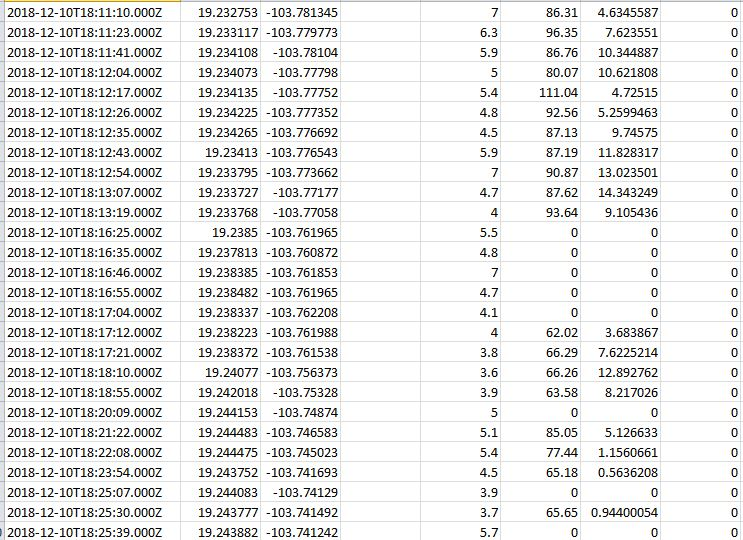 2018-12-10T18:11:10.000Z 19.232753 -103.781345 7 86.31 4.6345587 0
2018-12-10T18:11:23.000Z 19.233117 -103.779773 6.3 96.35 7.623551 0
2018-12-10T18:11:41.000Z 19.234108 -103.78104 5.9 86.76 10.344887 0
2018-12-10T18:12:04.000Z 19.234073 -103.77798 5 80.07 10.621808 0
2018-12-10T18:12:17.000Z 19.234135 -103.77752 5.4 111.04 4.72515 0
2018-12-10T18:12:26.000Z 19.234225 -103.777352 4.8 92.56 5.2599463 0
2018-12-10T18:12:35.000Z 19.234265 -103.776692 4.5 87.13 9.74575 0
2018-12-10T18:12:43.000Z 19.23413 -103.776543 5.9 87.19 11.828317 0
2018-12-10T18:12:54.000Z 19.233795 -103.773662 7 90.87 13.023501 0
2018-12-10T18:13:07.000Z 19.233727 -103.77177 4.7 87.62 14.343249 0
2018-12-10T18:13:19.000Z 19.233768 -103.77058 4 93.64 9.105436 0
2018-12-10T18:16:25.000Z 19.2385 -103.761965 5.5 0 0 0
2018-12-10T18:16:35.000Z 19.237813 -103.760872 4.8 0 0 0
2018-12-10T18:16:46.000Z 19.238385 -103.761853 7 0 0 0
2018-12-10T18:16:55.000Z 19.238482 -103.761965 4.7 0 0 0
2018-12-10T18:17:04.000Z 19.238337 -103.762208 4.1 0 0 0
2018-12-10T18:17:12.000Z 19.238223 -103.761988 4 62.02 3.683867 0
2018-12-10T18:17:21.000Z 19.238372 -103.761538 3.8 66.29 7.6225214 0
2018-12-10T18:18:10.000Z 19.24077 -103.756373 3.6 66.26 12.892762 0
2018-12-10T18:18:55.000Z 19.242018 -103.75328 3.9 63.58 8.217026 0
2018-12-10T18:20:09.000Z 19.244153 -103.74874 5 0 0 0
2018-12-10T18:21:22.000Z 19.244483 -103.746583 5.1 85.05 5.126633 0
2018-12-10T18:22:08.000Z 19.244475 -103.745023 5.4 77.44 1.1560661 0
2018-12-10T18:23:54.000Z 19.243752 -103.741693 4.5 65.18 0.5636208 0
2018-12-10T18:25:07.000Z 19.244083 -103.74129 3.9 0 0 0
2018-12-10T18:25:30.000Z 19.243777 -103.741492 3.7 65.65 0.94400054 0
2018-12-10T18:25:39.000Z 19.243882 -103.741242 5.7 0 0 0